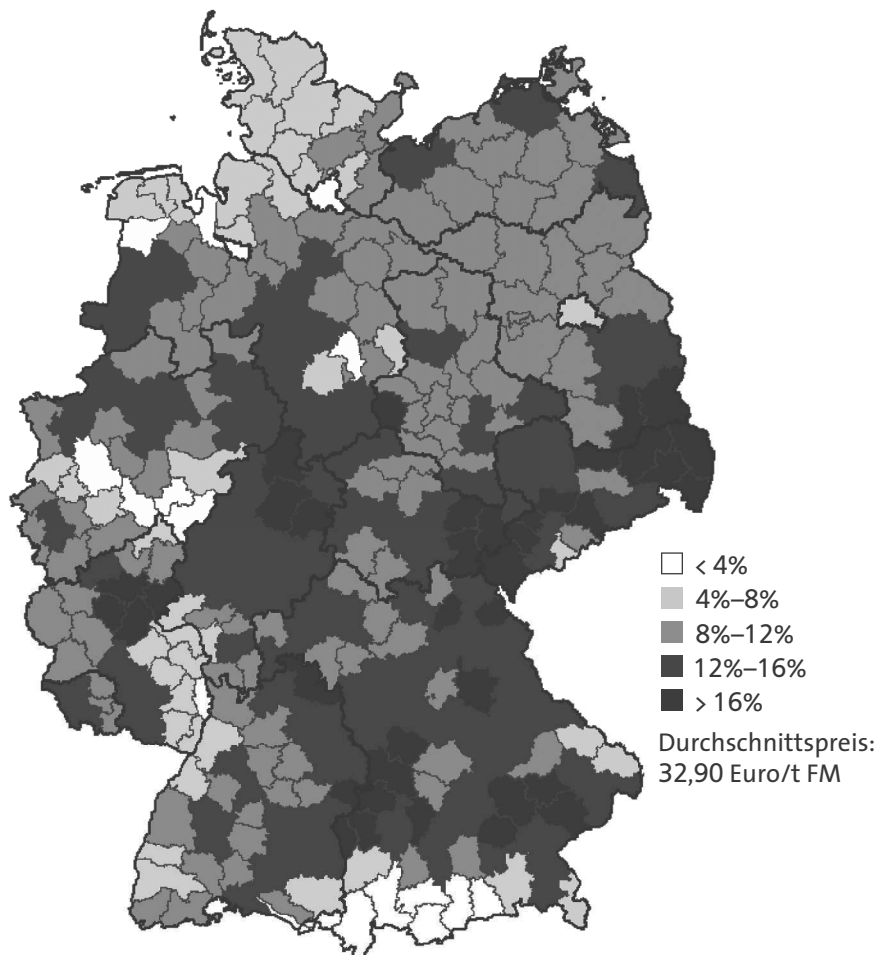 < 4%
4%–8%
8%–12%
12%–16%
> 16%
Durchschnittspreis:
32,90 Euro/t FM